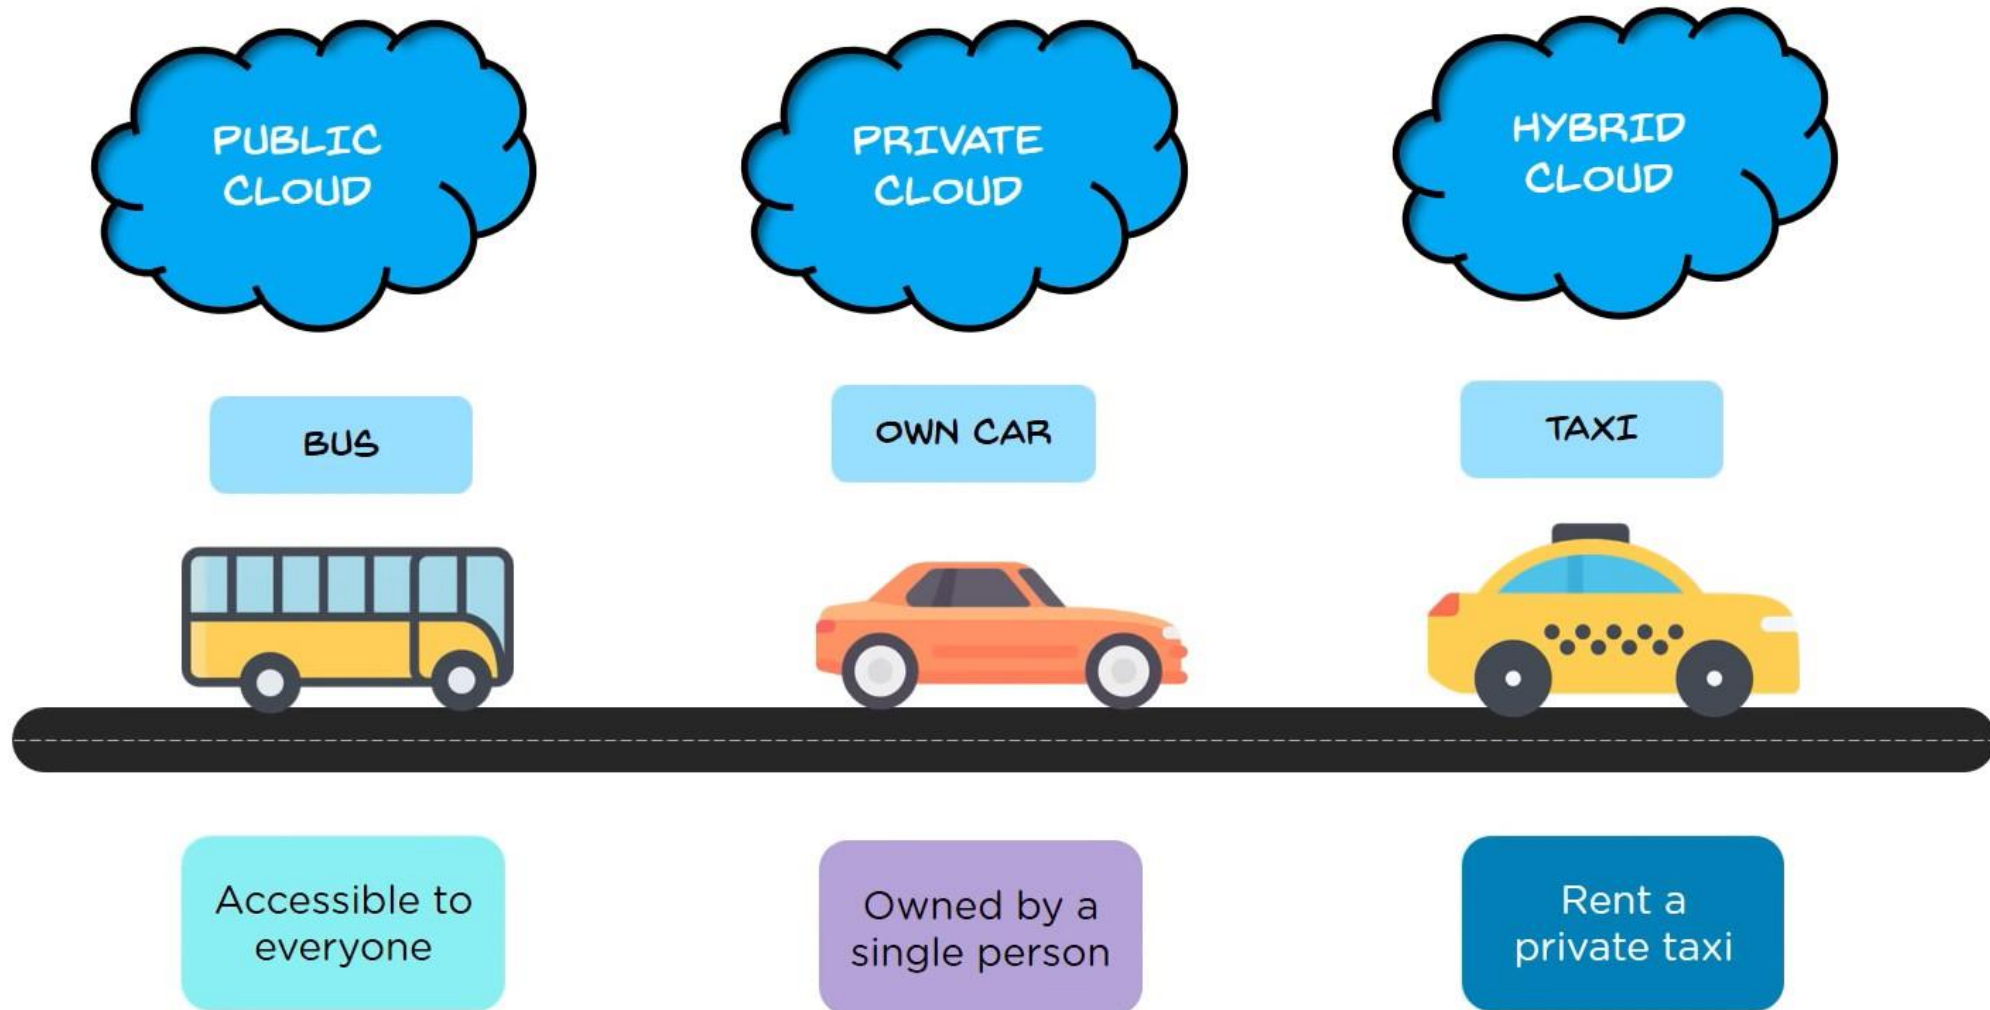 PUBLIC
CLOUD
PRIVATE
CLOUD
HYBRID
CLOUD
BUS
OWN CAR
TAXI
Accessible to
everyone
Owned by a
single person
Rent a
private taxi